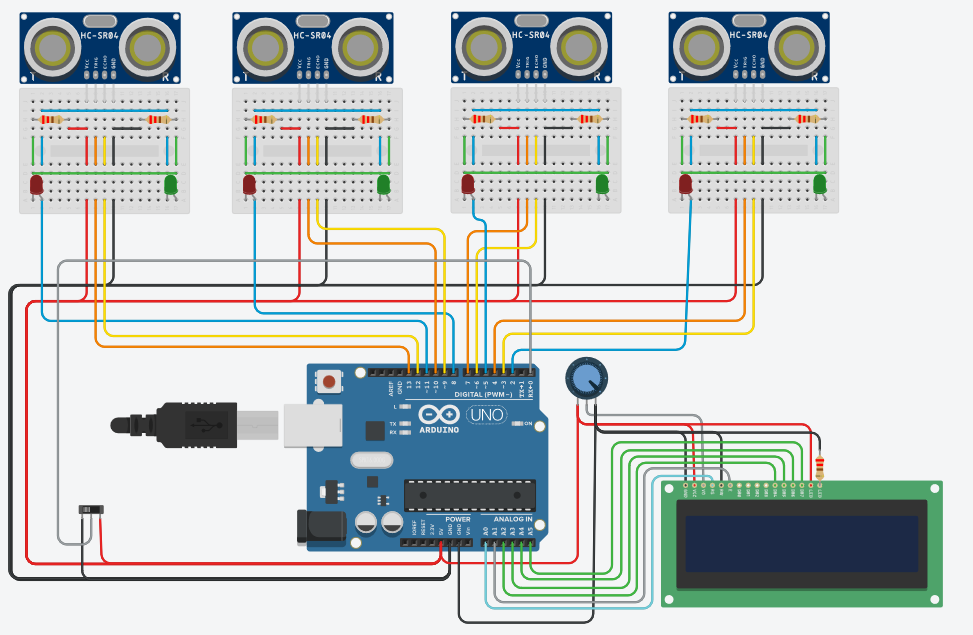 HC-SR04 HC-SR04 HC-SR04 HC-SR04
Vcc TRIG ECHO GND Vcc TRIG ECHO GND Vcc TRIG ECHO GND Vcc TRIG ECHO GND
T R T R T R T R
AREF GND 13 12 ~11 ~10 ~9 8 7 ~6 ~5 4 ~3 2 TX→1 RX←0
DIGITAL (PWM~)
L
TX
RX
ARDUINO
UNO
ON
POWER ANALOG IN
IOREF RESET 3.3V 5V GND GND Vin A0 A1 A2 A3 A4 A5